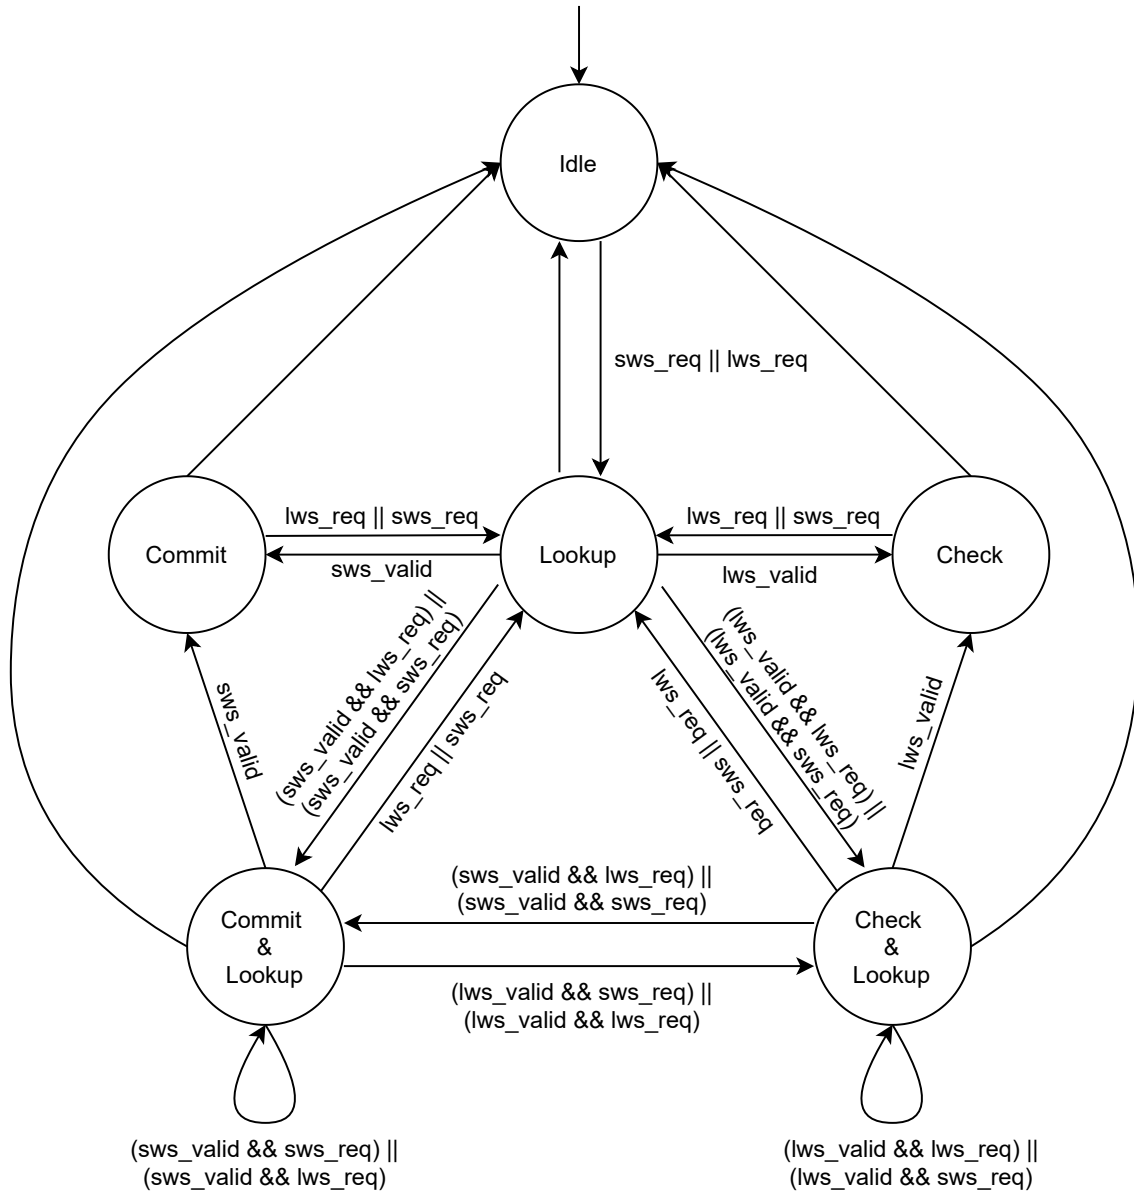 Idle
sws_req || lws_req
lws_req || sws_req
lws_req || sws_req
Commit
Lookup
Check
sws_valid
lws_valid
(sws_valid && lws_req) ||
(sws_valid && sws_req)
(lws_valid && lws_req) ||
(lws_valid && sws_req)
sws_valid
lws_req || sws_req
lws_req || sws_req
lws_valid
(sws_valid && lws_req) ||
(sws_valid && sws_req)
Commit
&
Lookup
Check
&
Lookup
(lws_valid && sws_req) ||
(lws_valid && lws_req)
(sws_valid && sws_req) ||
(sws_valid && lws_req)
(lws_valid && lws_req) ||
(lws_valid && sws_req)